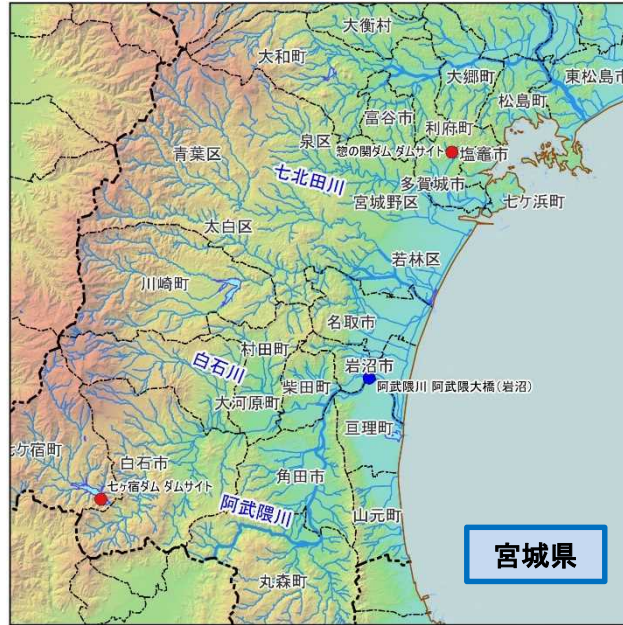 大衡村
大和町
大郷町
東松島市
松島町
富谷市
利府町
泉区
惣の関ダム ダムサイト
塩竈市
青葉区
七北田川
多賀城市
宮城野区
七ケ浜町
太白区
若林区
川崎町
名取市
村田町
白石川
岩沼市
柴田町
阿武隈川 阿武隈大橋(岩沼)
大河原町
亘理町
七ケ宿町
白石市
角田市
七ヶ宿ダム ダムサイト
阿武隈川
山元町
宮城県
丸森町